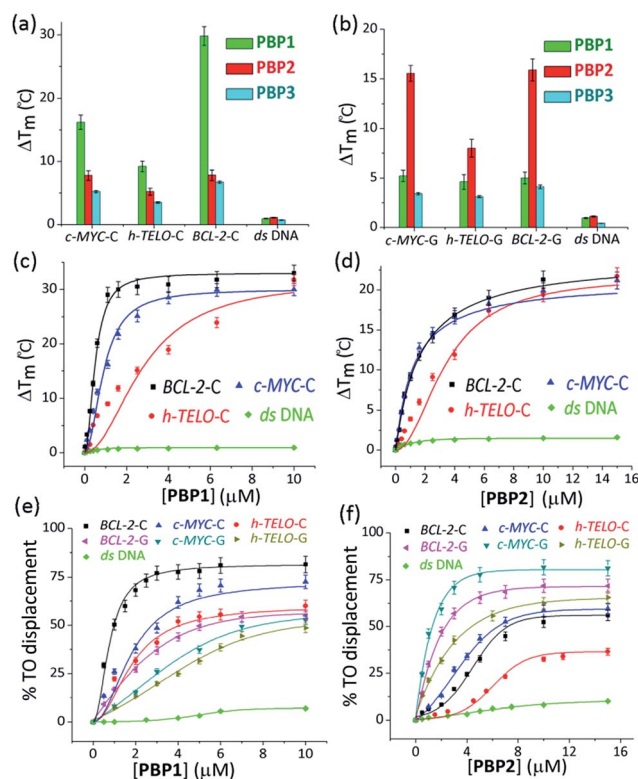 (a)
PBP1
PBP2
PBP3
ΔTm (°C)
30
25
20
15
10
5
0
c-MYC-C h-TELO-C BCL-2-C ds DNA
(b)
PBP1
PBP2
PBP3
ΔTm (°C)
20
15
10
5
0
c-MYC-G h-TELO-G BCL-2-G ds DNA
(c)
ΔTm (°C)
30
20
10
0
BCL-2-C c-MYC-C
h-TELO-C ds DNA
0 2 4 6 8 10
[PBP1] (μM)
(d)
ΔTm (°C)
25
20
15
10
5
0
BCL-2-C c-MYC-C
h-TELO-C ds DNA
0 2 4 6 8 10 12 14 16
[PBP2] (μM)
(e)
% TO displacement
100
75
50
25
0
BCL-2-C c-MYC-C h-TELO-C
BCL-2-G c-MYC-G h-TELO-G
ds DNA
0 2 4 6 8 10
[PBP1] (μM)
(f)
% TO displacement
100
75
50
25
0
BCL-2-C c-MYC-C h-TELO-C
BCL-2-G c-MYC-G h-TELO-G
ds DNA
0 4 8 12 16
[PBP2] (μM)